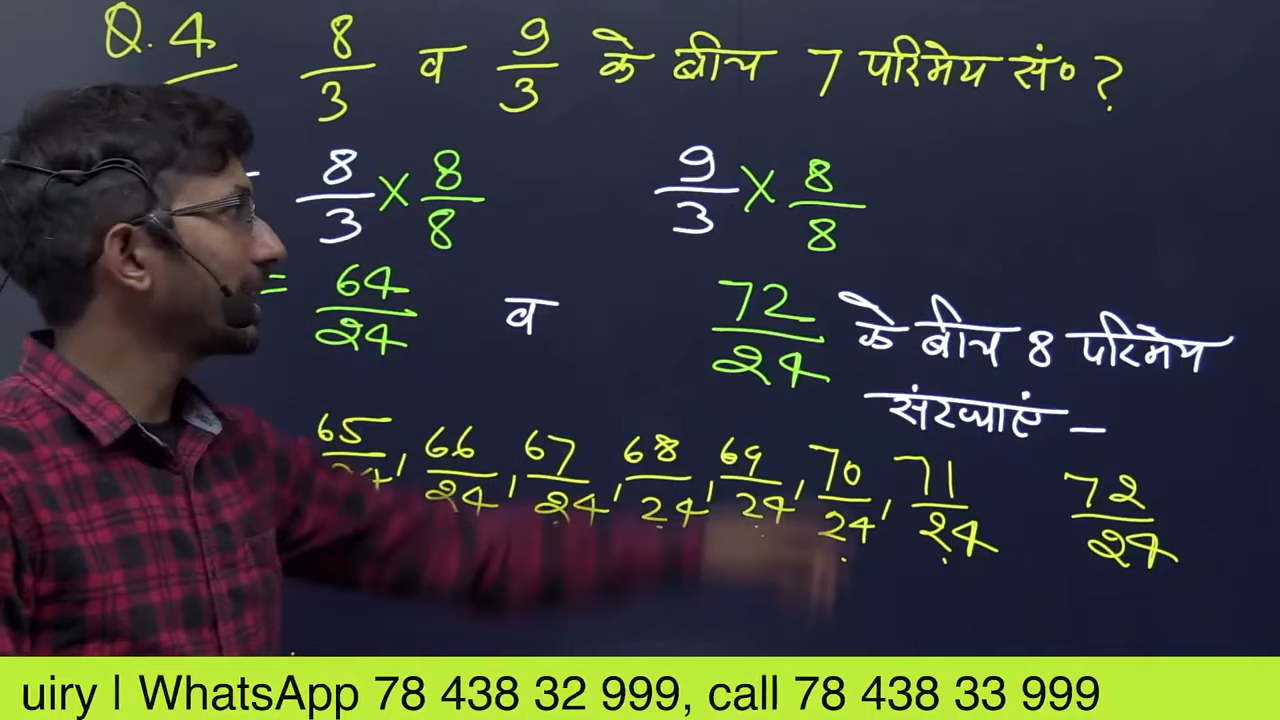 Q.4 8/3 व 9/3 के बीच 7 परिमेय सं० ?
8/3 × 8/8 9/3 × 8/8
= 64/24 व 72/24 के बीच 8 परिमेय
संख्याएं –
65/24, 66/24, 67/24, 68/24, 69/24, 70/24, 71/24 72/24
uiry | WhatsApp 78 438 32 999, call 78 438 33 999